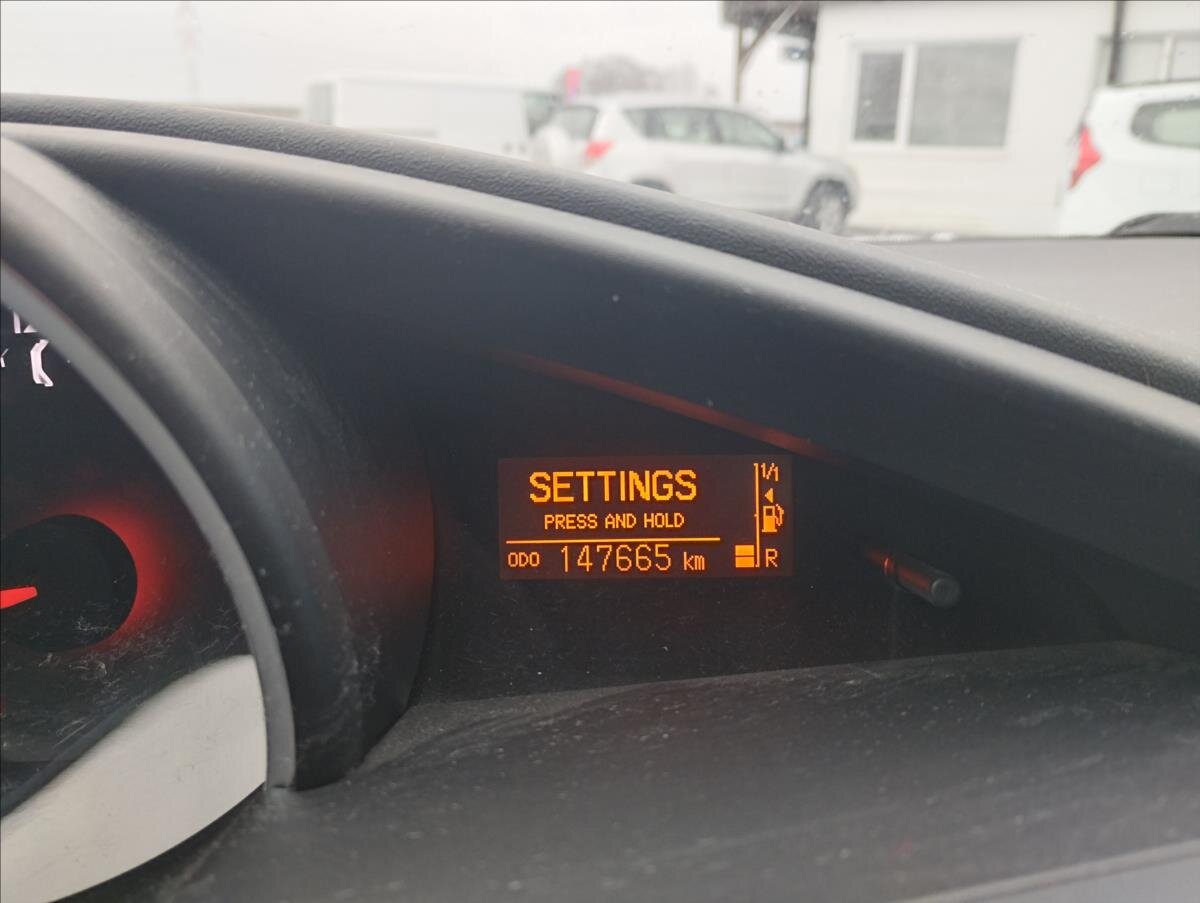 SETTINGS
PRESS AND HOLD
ODO 147665 km
1/1
R